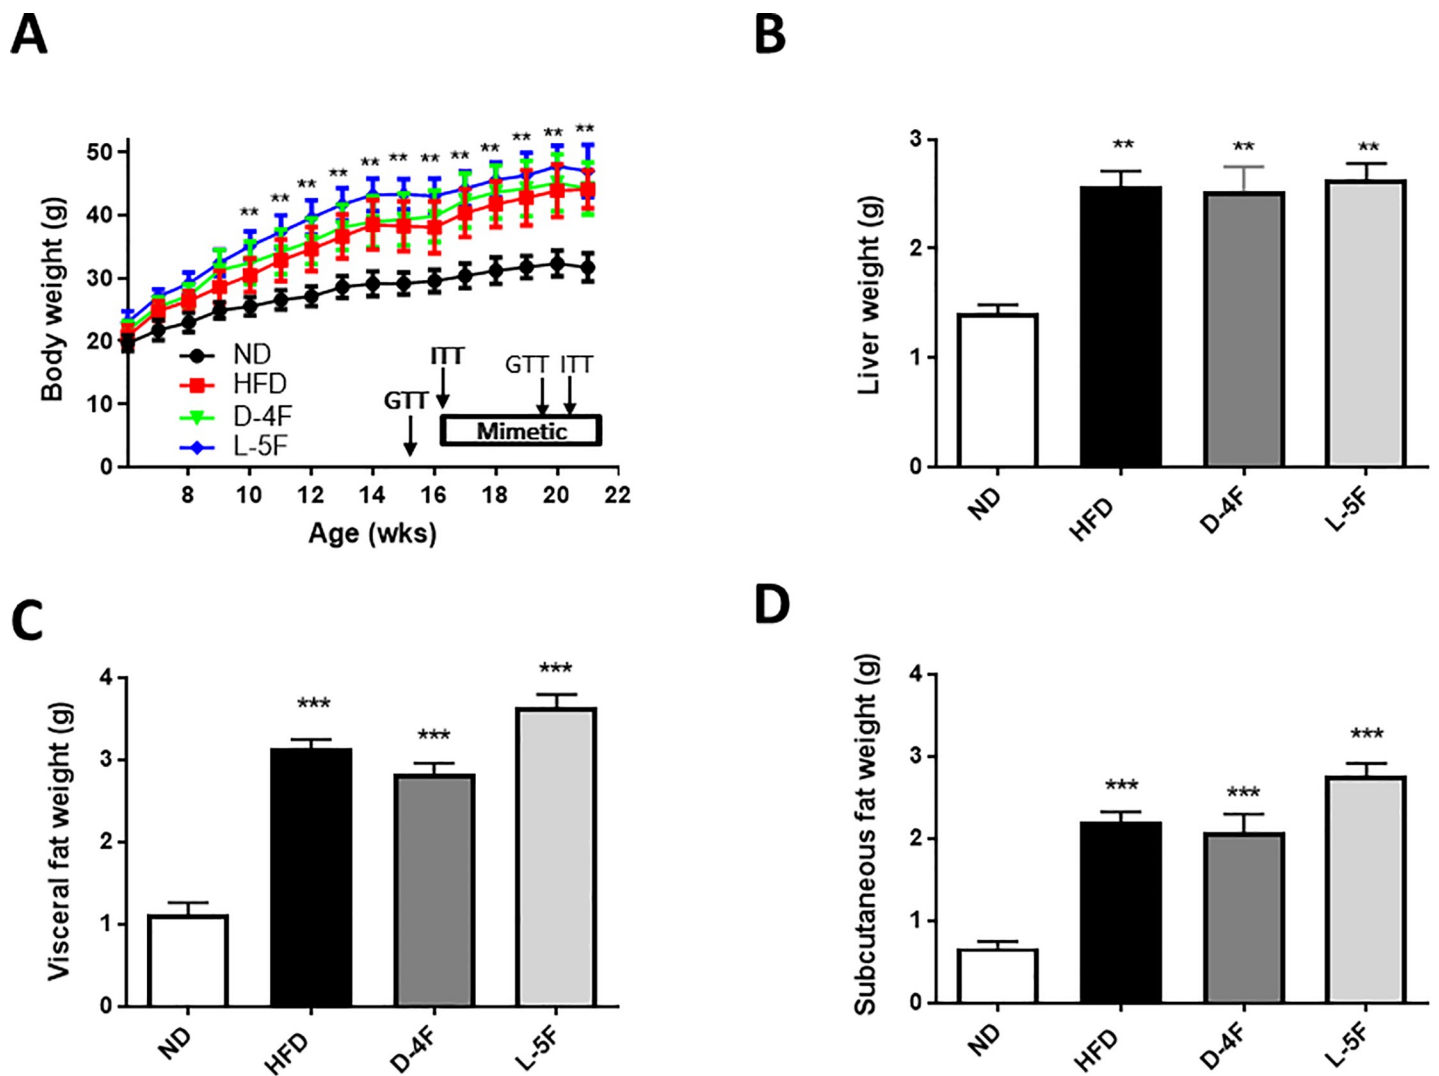 A
Body weight (g)
50
40
30
20
10
0
** ** ** ** ** ** ** ** ** ** ** **
ND
HFD
D-4F
L-5F
GTT
ITT
GTT
ITT
Mimetic
8 10 12 14 16 18 20 22
Age (wks)
B
Liver weight (g)
3
2
1
0
** ** **
ND HFD D-4F L-5F
C
Visceral fat weight (g)
4
3
2
1
0
*** *** ***
ND HFD D-4F L-5F
D
Subcutaneous fat weight (g)
4
3
2
1
0
*** *** ***
ND HFD D-4F L-5F